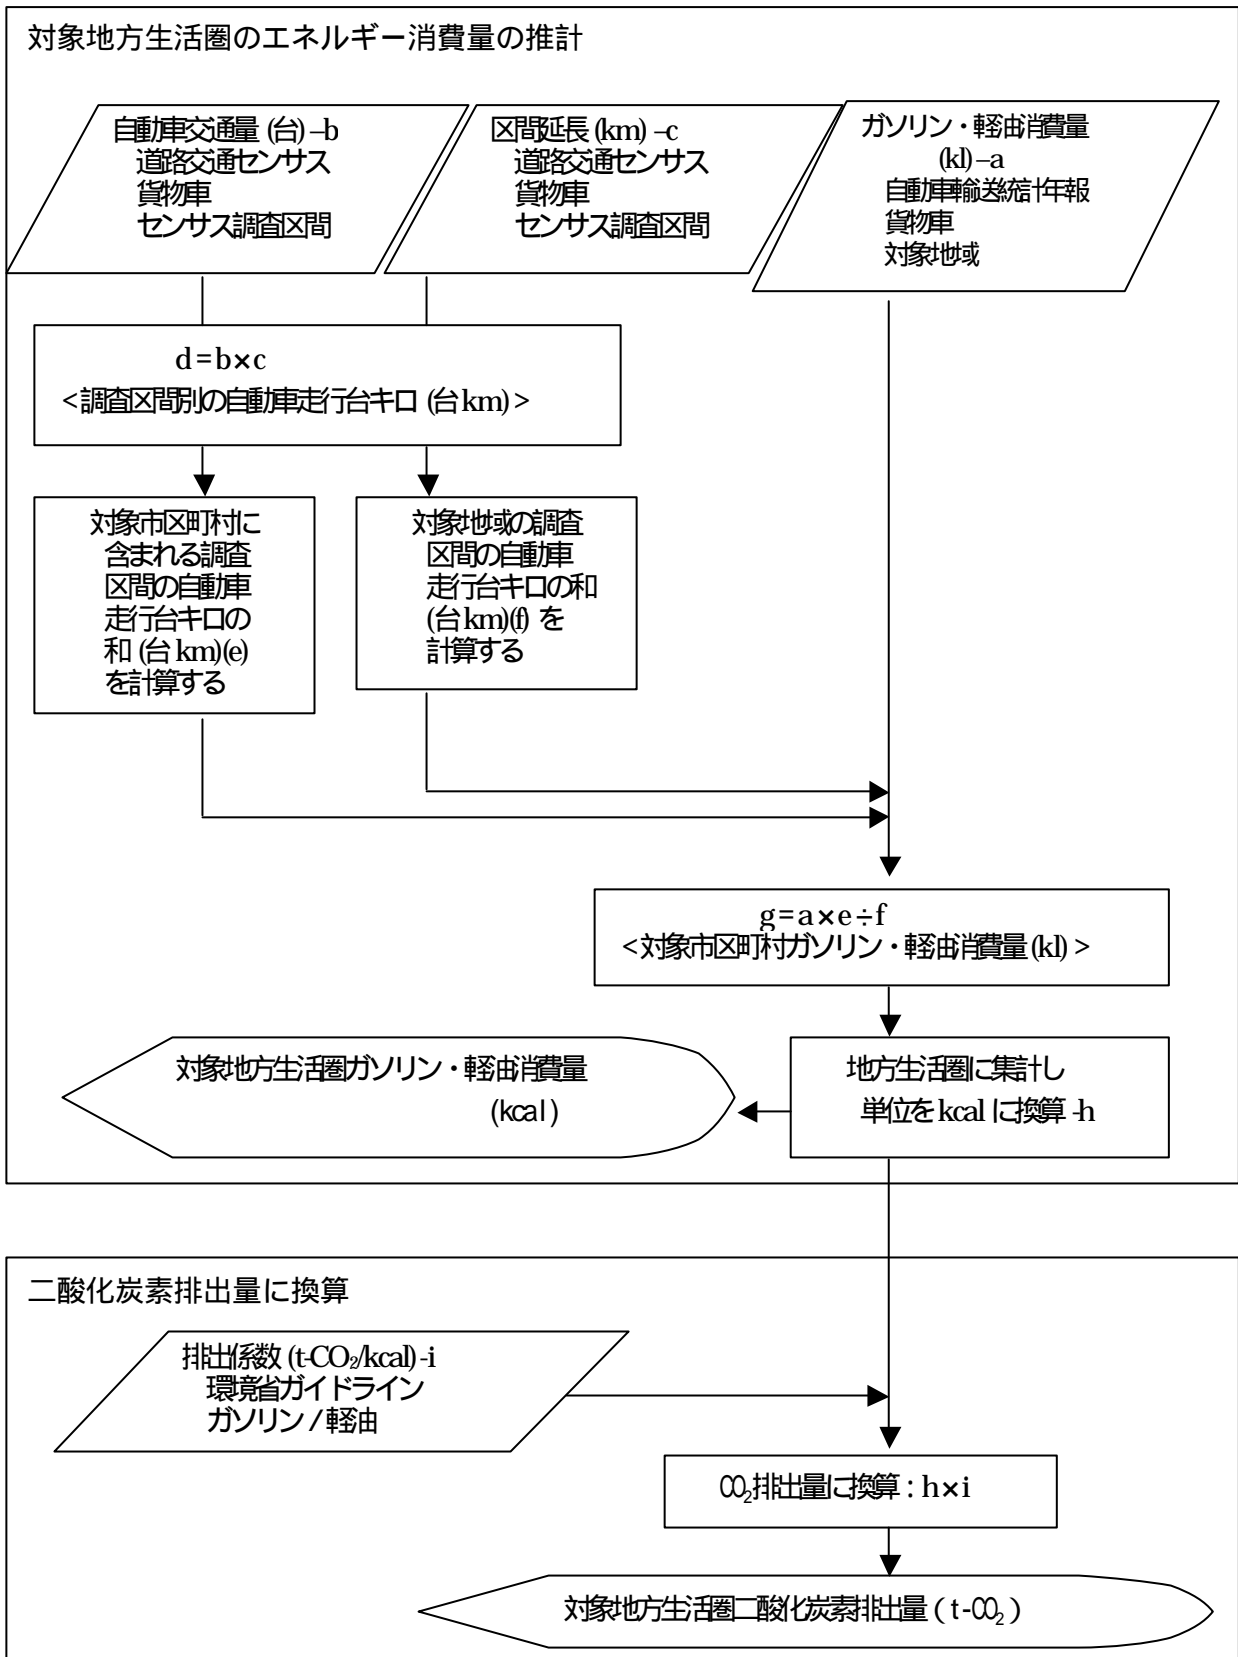 対象地方生活圏のエネルギー消費量の推計
自動車交通量 (台) –b
道路交通センサス
貨物車
センサス調査区間
区間延長 (km) –c
道路交通センサス
貨物車
センサス調査区間
ガソリン・軽油消費量
(kl) –a
自動車輸送統計年報
貨物車
対象地域
d=b×c
<調査区間別の自動車走行台キロ (台km) >
対象市区町村に
含まれる調査
区間の自動車
走行台キロの
和 (台km)(e)
を計算する
対象地域の調査
区間の自動車
走行台キロの和
(台km)(f) を
計算する
g=a×e÷f
<対象市区町村ガソリン・軽油消費量 (kl) >
対象地方生活圏ガソリン・軽油消費量
(kcal)
地方生活圏に集計し
単位を kcal に換算 -h
二酸化炭素排出量に換算
排出係数 (t-CO₂/kcal) -i
環境省ガイドライン
ガソリン / 軽油
CO₂排出量に換算 : h×i
対象地方生活圏二酸化炭素排出量 ( t-CO₂ )